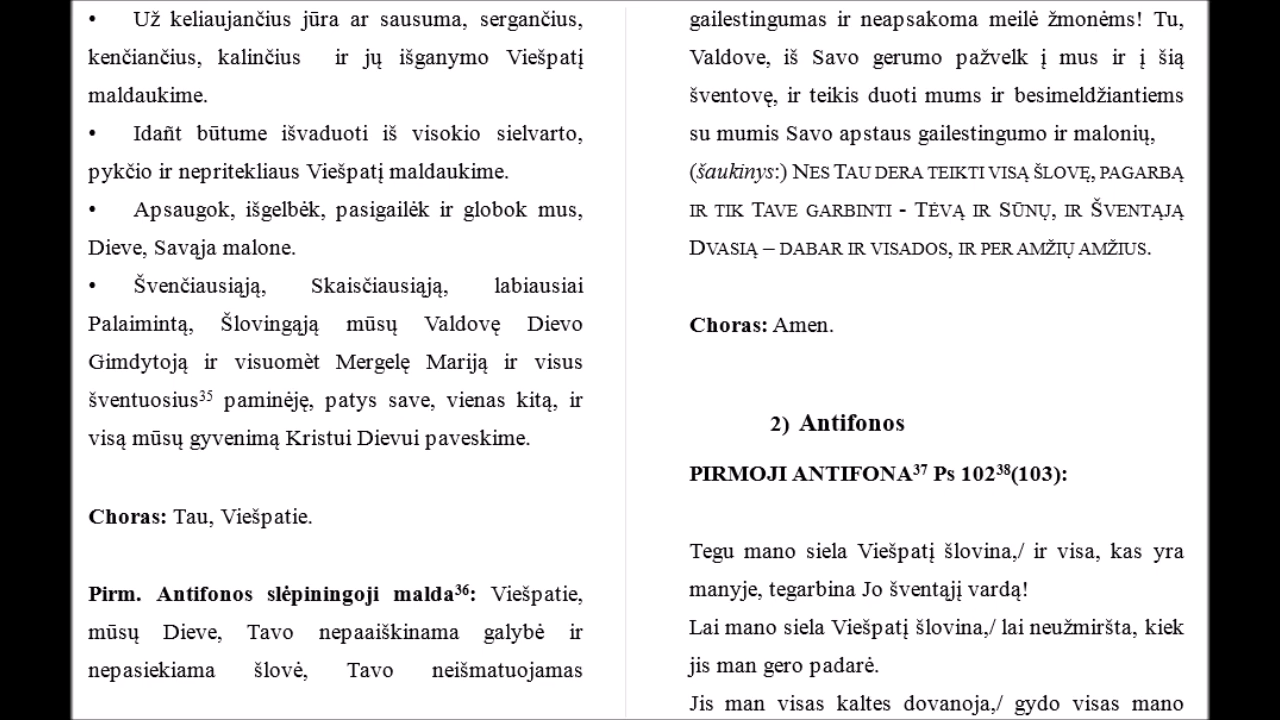 • Už keliaujančius jūra ar sausuma, sergančius,
kenčiančius, kalinčius ir jų išganymo Viešpatį
maldaukime.
• Idañt būtume išvaduoti iš visokio sielvarto,
pykčio ir nepritekliaus Viešpatį maldaukime.
• Apsaugok, išgelbėk, pasigailėk ir globok mus,
Dieve, Savąja malone.
• Švenčiausiąją, Skaisčiausiąją, labiausiai
Palaimintą, Šlovingąją mūsų Valdovę Dievo
Gimdytoją ir visuomèt Mergelę Mariją ir visus
šventuosius³⁵ paminėję, patys save, vienas kitą, ir
visą mūsų gyvenimą Kristui Dievui paveskime.
Choras: Tau, Viešpatie.
Pirm. Antifonos slėpiningoji malda³⁶: Viešpatie,
mūsų Dieve, Tavo nepaaiškinama galybė ir
nepasiekiama šlovė, Tavo neišmatuojamas
gailestingumas ir neapsakoma meilė žmonėms! Tu,
Valdove, iš Savo gerumo pažvelk į mus ir į šią
šventovę, ir teikis duoti mums ir besimeldžiantiems
su mumis Savo apstaus gailestingumo ir malonių,
(šaukinys:) NES TAU DERA TEIKTI VISĄ ŠLOVĘ, PAGARBĄ
IR TIK TAVE GARBINTI - TĖVĄ IR SŪNŲ, IR ŠVENTĄJĄ
DVASIĄ – DABAR IR VISADOS, IR PER AMŽIŲ AMŽIUS.
Choras: Amen.
2) Antifonos
PIRMOJI ANTIFONA³⁷ Ps 102³⁸(103):
Tegu mano siela Viešpatį šlovina,/ ir visa, kas yra
manyje, tegarbina Jo šventąjį vardą!
Lai mano siela Viešpatį šlovina,/ lai neužmiršta, kiek
jis man gero padarė.
Jis man visas kaltes dovanoja,/ gydo visas mano